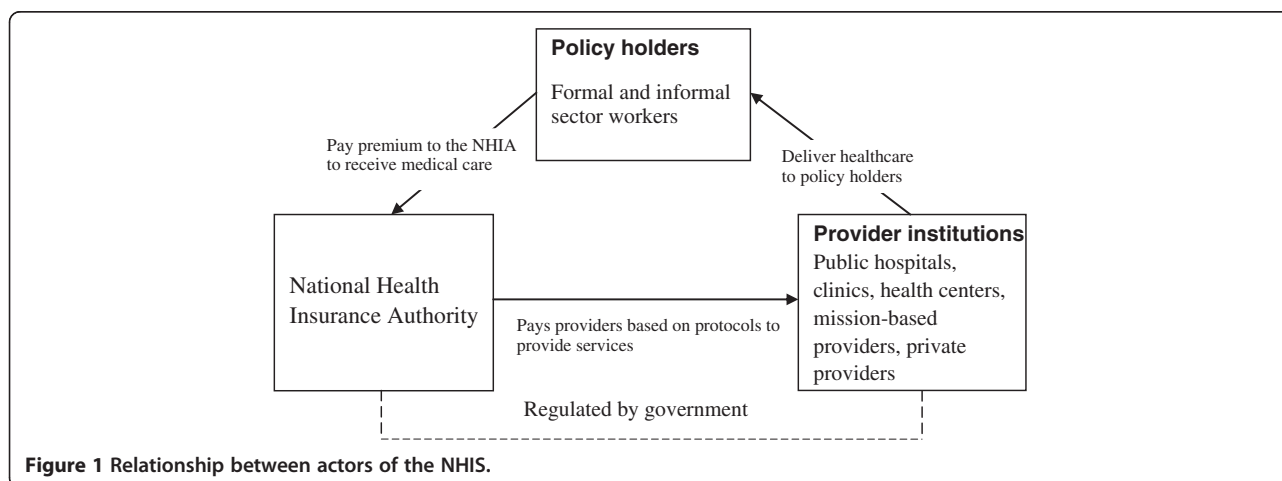 Policy holders
Formal and informal
sector workers
Pay premium to the NHIA
to receive medical care
Deliver healthcare
to policy holders
National Health
Insurance Authority
Pays providers based on protocols to
provide services
Provider institutions
Public hospitals,
clinics, health centers,
mission-based
providers, private
providers
Regulated by government
Figure 1 Relationship between actors of the NHIS.